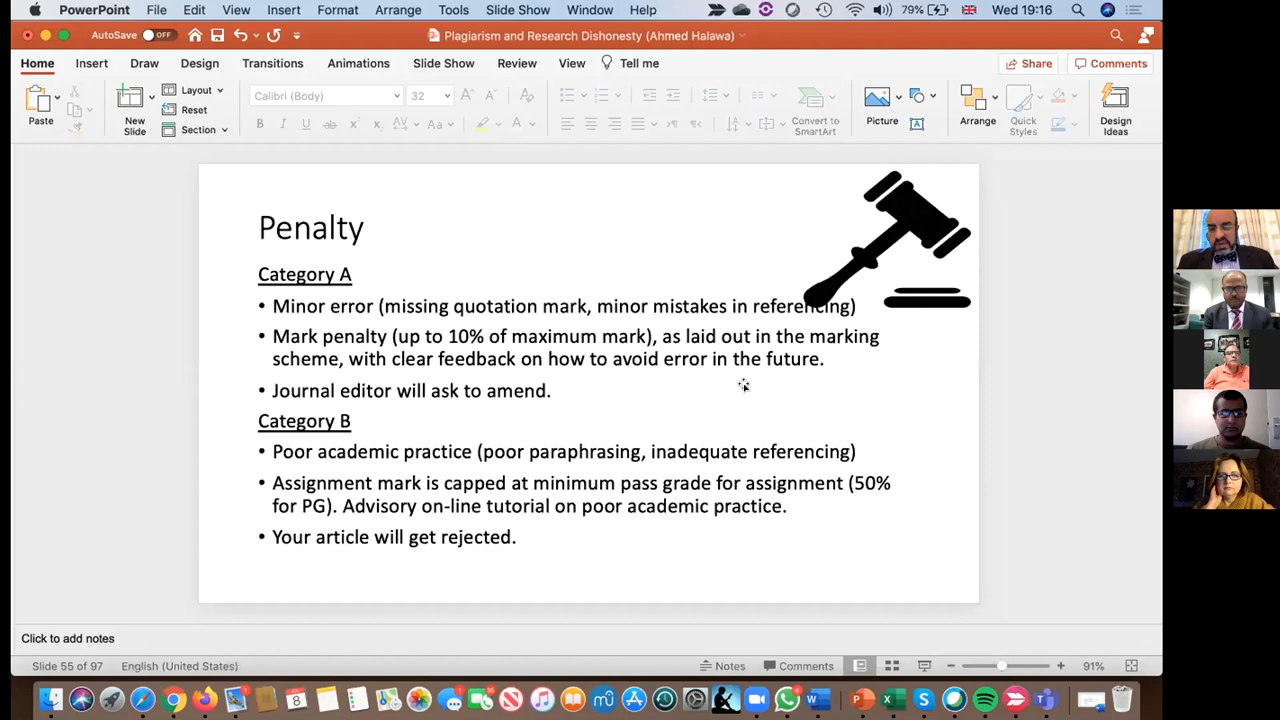 PowerPoint File Edit View Insert Format Arrange Tools Slide Show Window Help 79% Wed 19:16
AutoSave OFF Plagiarism and Research Dishonesty (Ahmed Halawa)
Home Insert Draw Design Transitions Animations Slide Show Review View Tell me Share Comments
Paste
New Slide
Layout
Reset
Section
Calibri (Body) 32
B I U ab x² x₂ AV Aa A
Convert to SmartArt
Picture
Arrange
Quick Styles
Design Ideas
Penalty
Category A
• Minor error (missing quotation mark, minor mistakes in referencing)
• Mark penalty (up to 10% of maximum mark), as laid out in the marking
scheme, with clear feedback on how to avoid error in the future.
• Journal editor will ask to amend.
Category B
• Poor academic practice (poor paraphrasing, inadequate referencing)
• Assignment mark is capped at minimum pass grade for assignment (50%
for PG). Advisory on-line tutorial on poor academic practice.
• Your article will get rejected.
Click to add notes
Slide 55 of 97 English (United States) Notes Comments 91%